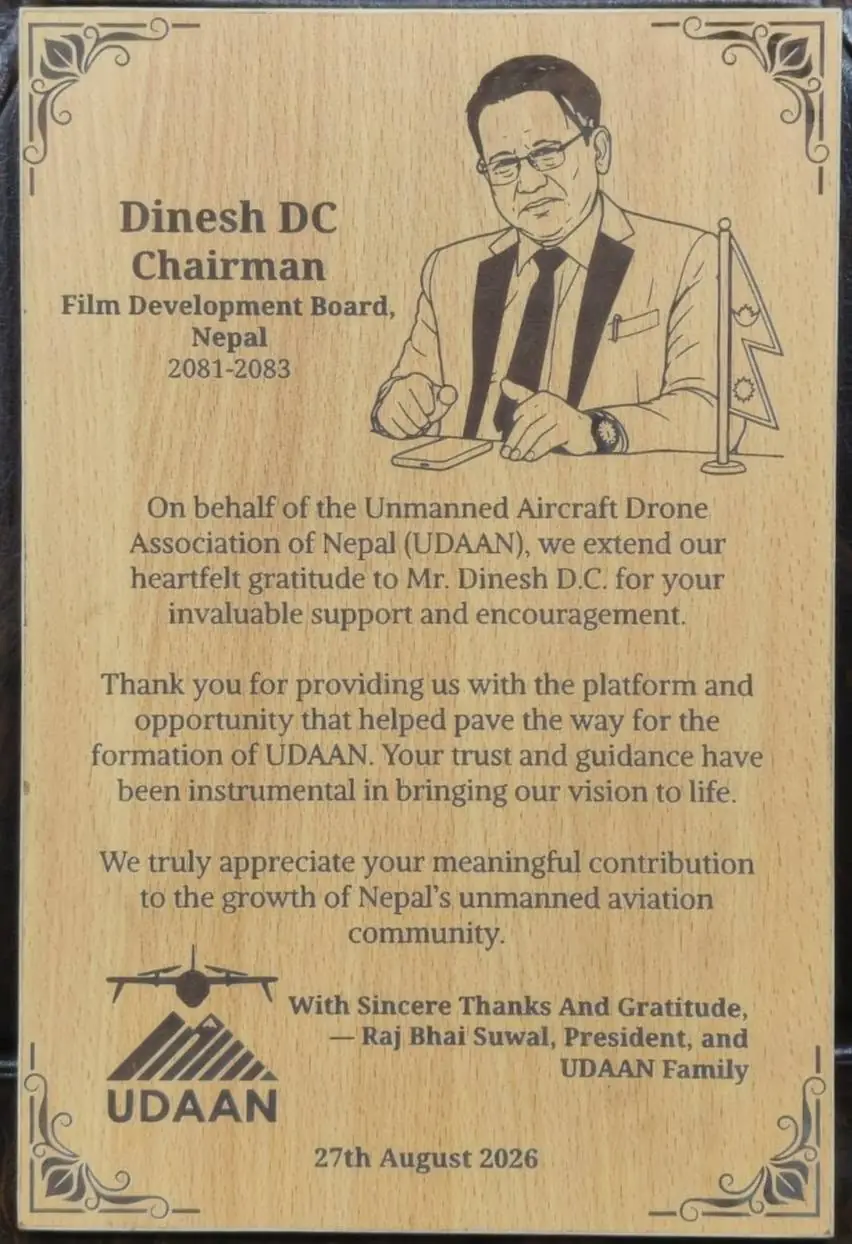 Dinesh DC
Chairman
Film Development Board,
Nepal
2081-2083
On behalf of the Unmanned Aircraft Drone
Association of Nepal (UDAAN), we extend our
heartfelt gratitude to Mr. Dinesh D.C. for your
invaluable support and encouragement.
Thank you for providing us with the platform and
opportunity that helped pave the way for the
formation of UDAAN. Your trust and guidance have
been instrumental in bringing our vision to life.
We truly appreciate your meaningful contribution
to the growth of Nepal's unmanned aviation
community.
With Sincere Thanks And Gratitude,
— Raj Bhai Suwal, President, and
UDAAN Family
UDAAN
27th August 2026